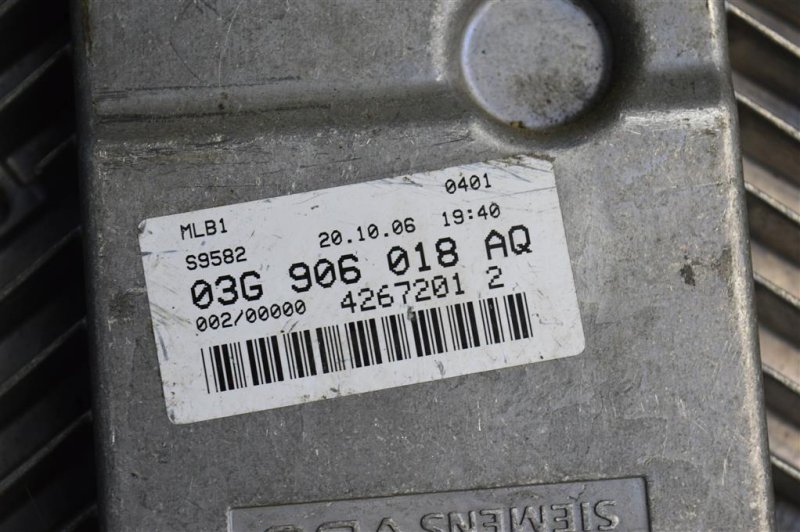 0401
MLB1 20.10.06 19:40
S9582
03G 906 018 AQ
002/00000 4267201 2
SIEMENS VDO